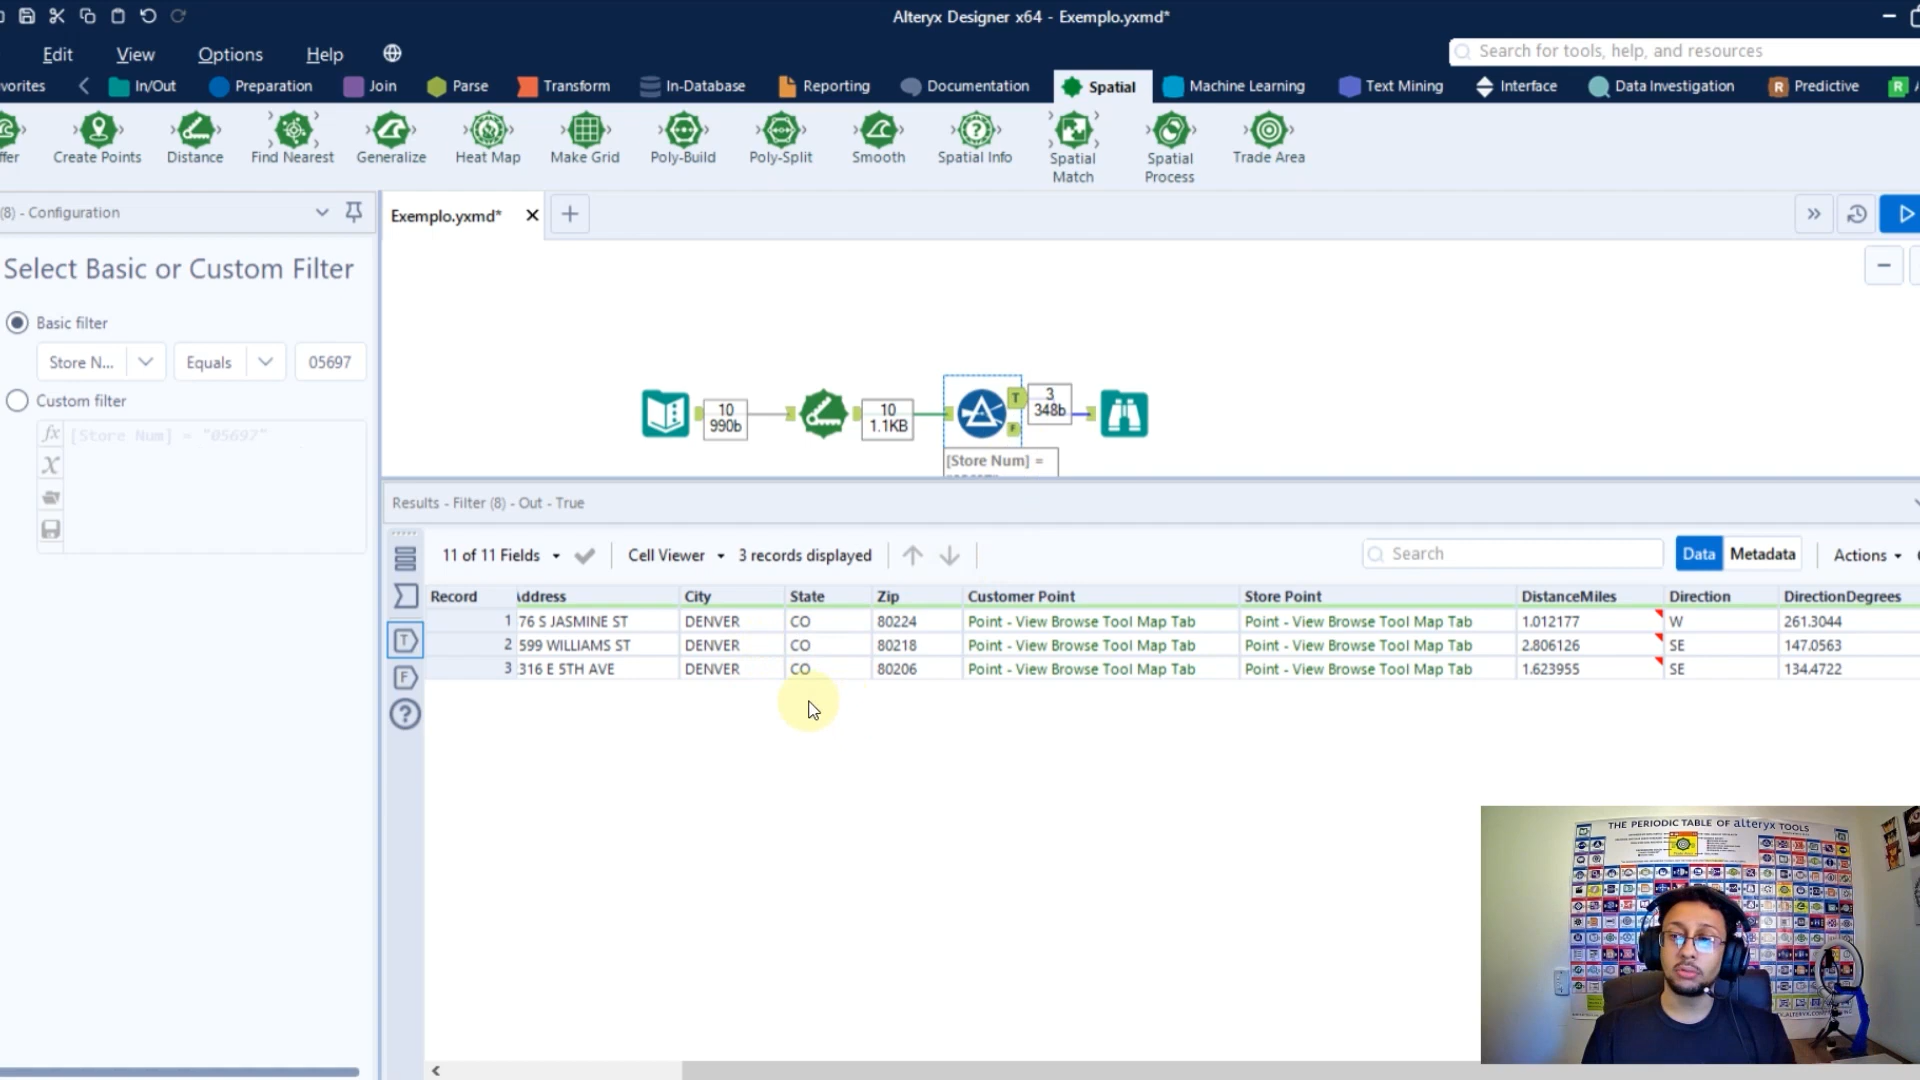 Alteryx Designer x64 - Exemplo.yxmd*
Edit View Options Help
Search for tools, help, and resources
vorites In/Out Preparation Join Parse Transform In-Database Reporting Documentation Spatial Machine Learning Text Mining Interface Data Investigation R Predictive R A
ffer Create Points Distance Find Nearest Generalize Heat Map Make Grid Poly-Build Poly-Split Smooth Spatial Info Spatial Match Spatial Process Trade Area
(8) - Configuration
Exemplo.yxmd*
Select Basic or Custom Filter
Basic filter
Store N... Equals 05697
Custom filter
fx [Store Num] = "05697"
X
10
990b
10
1.1KB
T
F
3
348b
[Store Num] =
Results - Filter (8) - Out - True
11 of 11 Fields Cell Viewer 3 records displayed Search Data Metadata Actions
Record Address City State Zip Customer Point Store Point DistanceMiles Direction DirectionDegrees
1 76 S JASMINE ST DENVER CO 80224 Point - View Browse Tool Map Tab Point - View Browse Tool Map Tab 1.012177 W 261.3044
2 599 WILLIAMS ST DENVER CO 80218 Point - View Browse Tool Map Tab Point - View Browse Tool Map Tab 2.806126 SE 147.0563
3 316 E 5TH AVE DENVER CO 80206 Point - View Browse Tool Map Tab Point - View Browse Tool Map Tab 1.623955 SE 134.4722
T
F
?
THE PERIODIC TABLE OF alteryx TOOLS